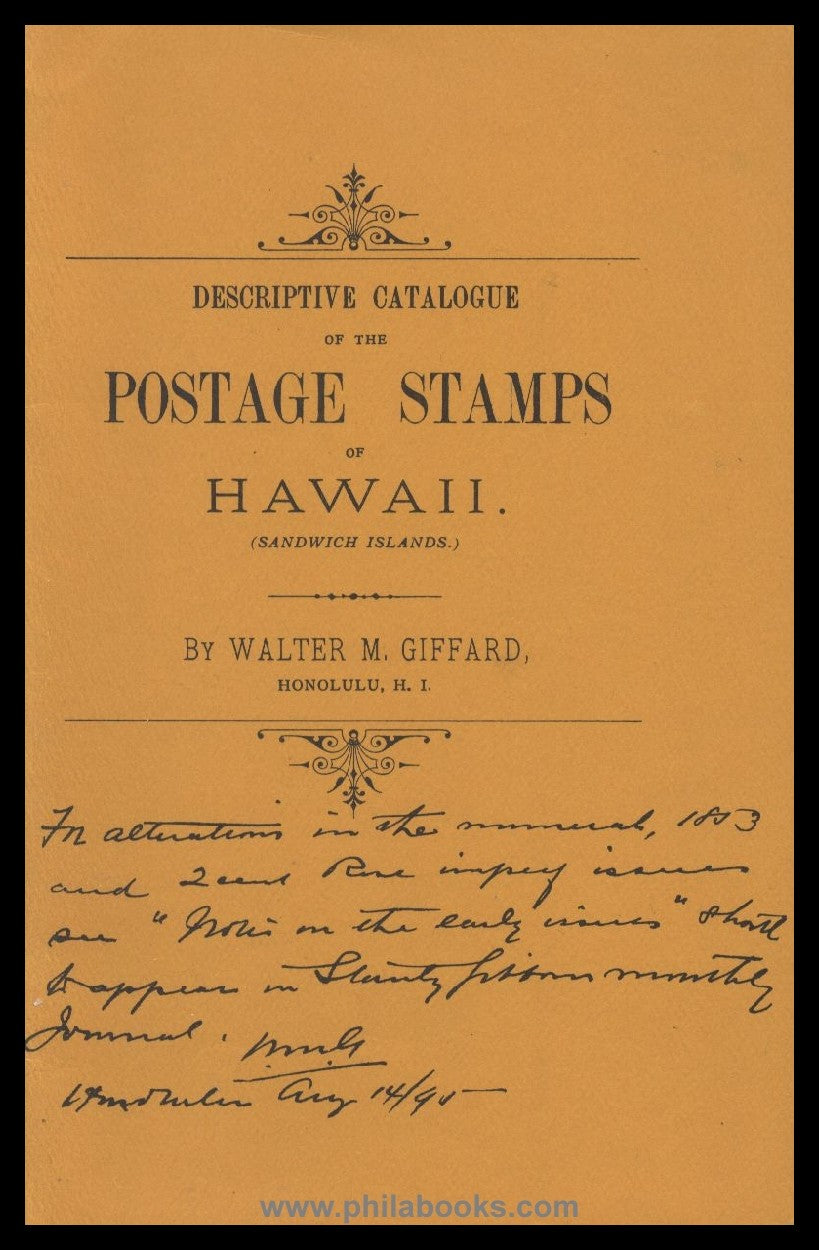 DESCRIPTIVE CATALOGUE
OF THE
POSTAGE STAMPS
OF
HAWAII.
(SANDWICH ISLANDS.)
BY WALTER M. GIFFARD,
HONOLULU, H. I.
For alterations in the numerals, 1853
and 2 cent Rose imperf issues
see "Notes on the early issues" shortly
to appear in Stanley Gibbons monthly
Journal. WMG
Honolulu Aug 14/95
www.philabooks.com